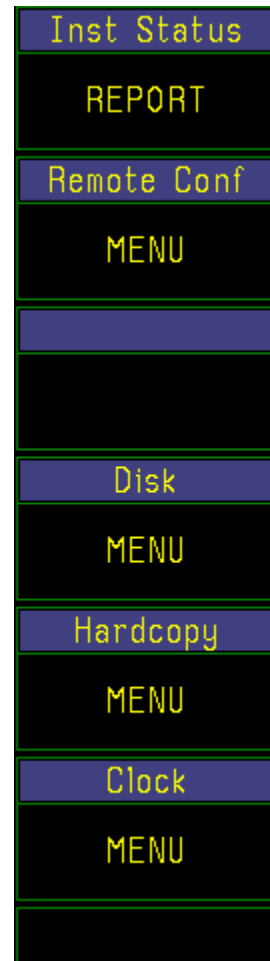 Inst Status
REPORT
Remote Conf
MENU
Disk
MENU
Hardcopy
MENU
Clock
MENU